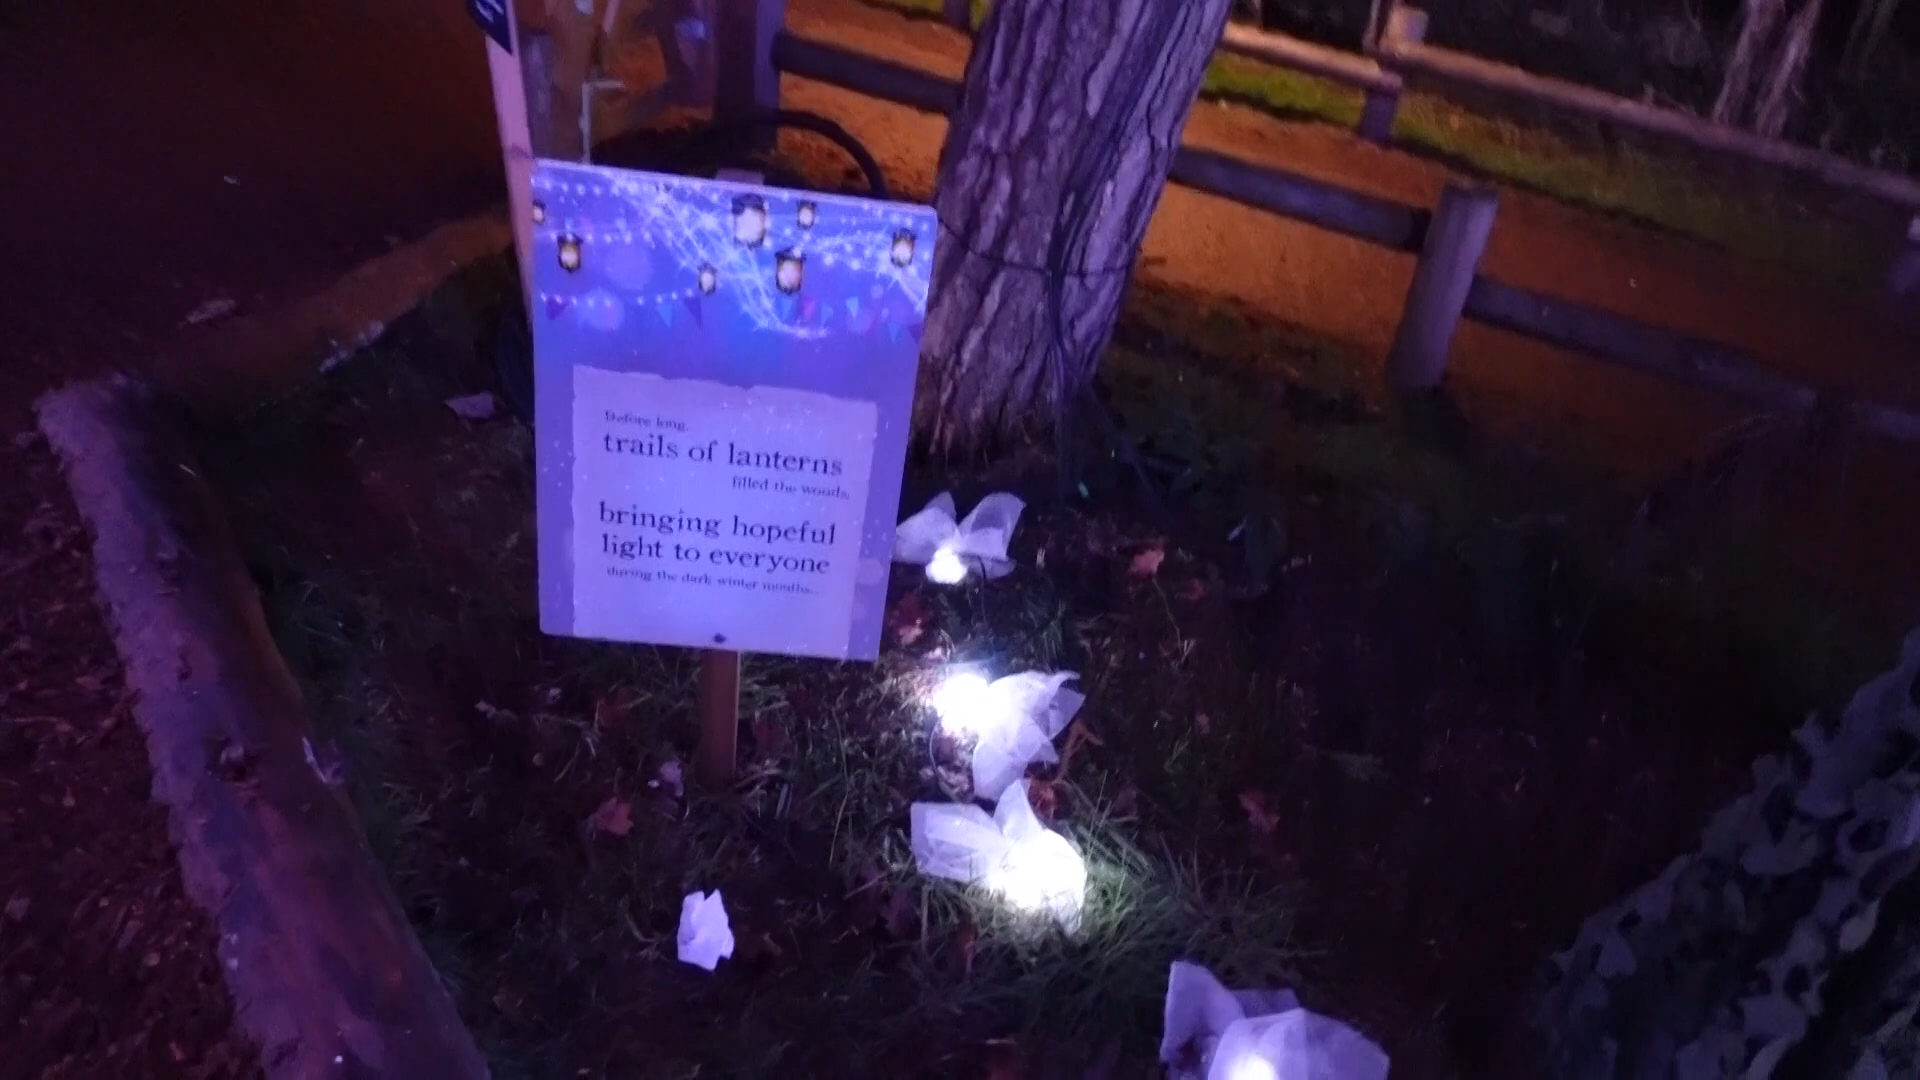 Before long,
trails of lanterns
filled the woods,
bringing hopeful
light to everyone
during the dark winter months...